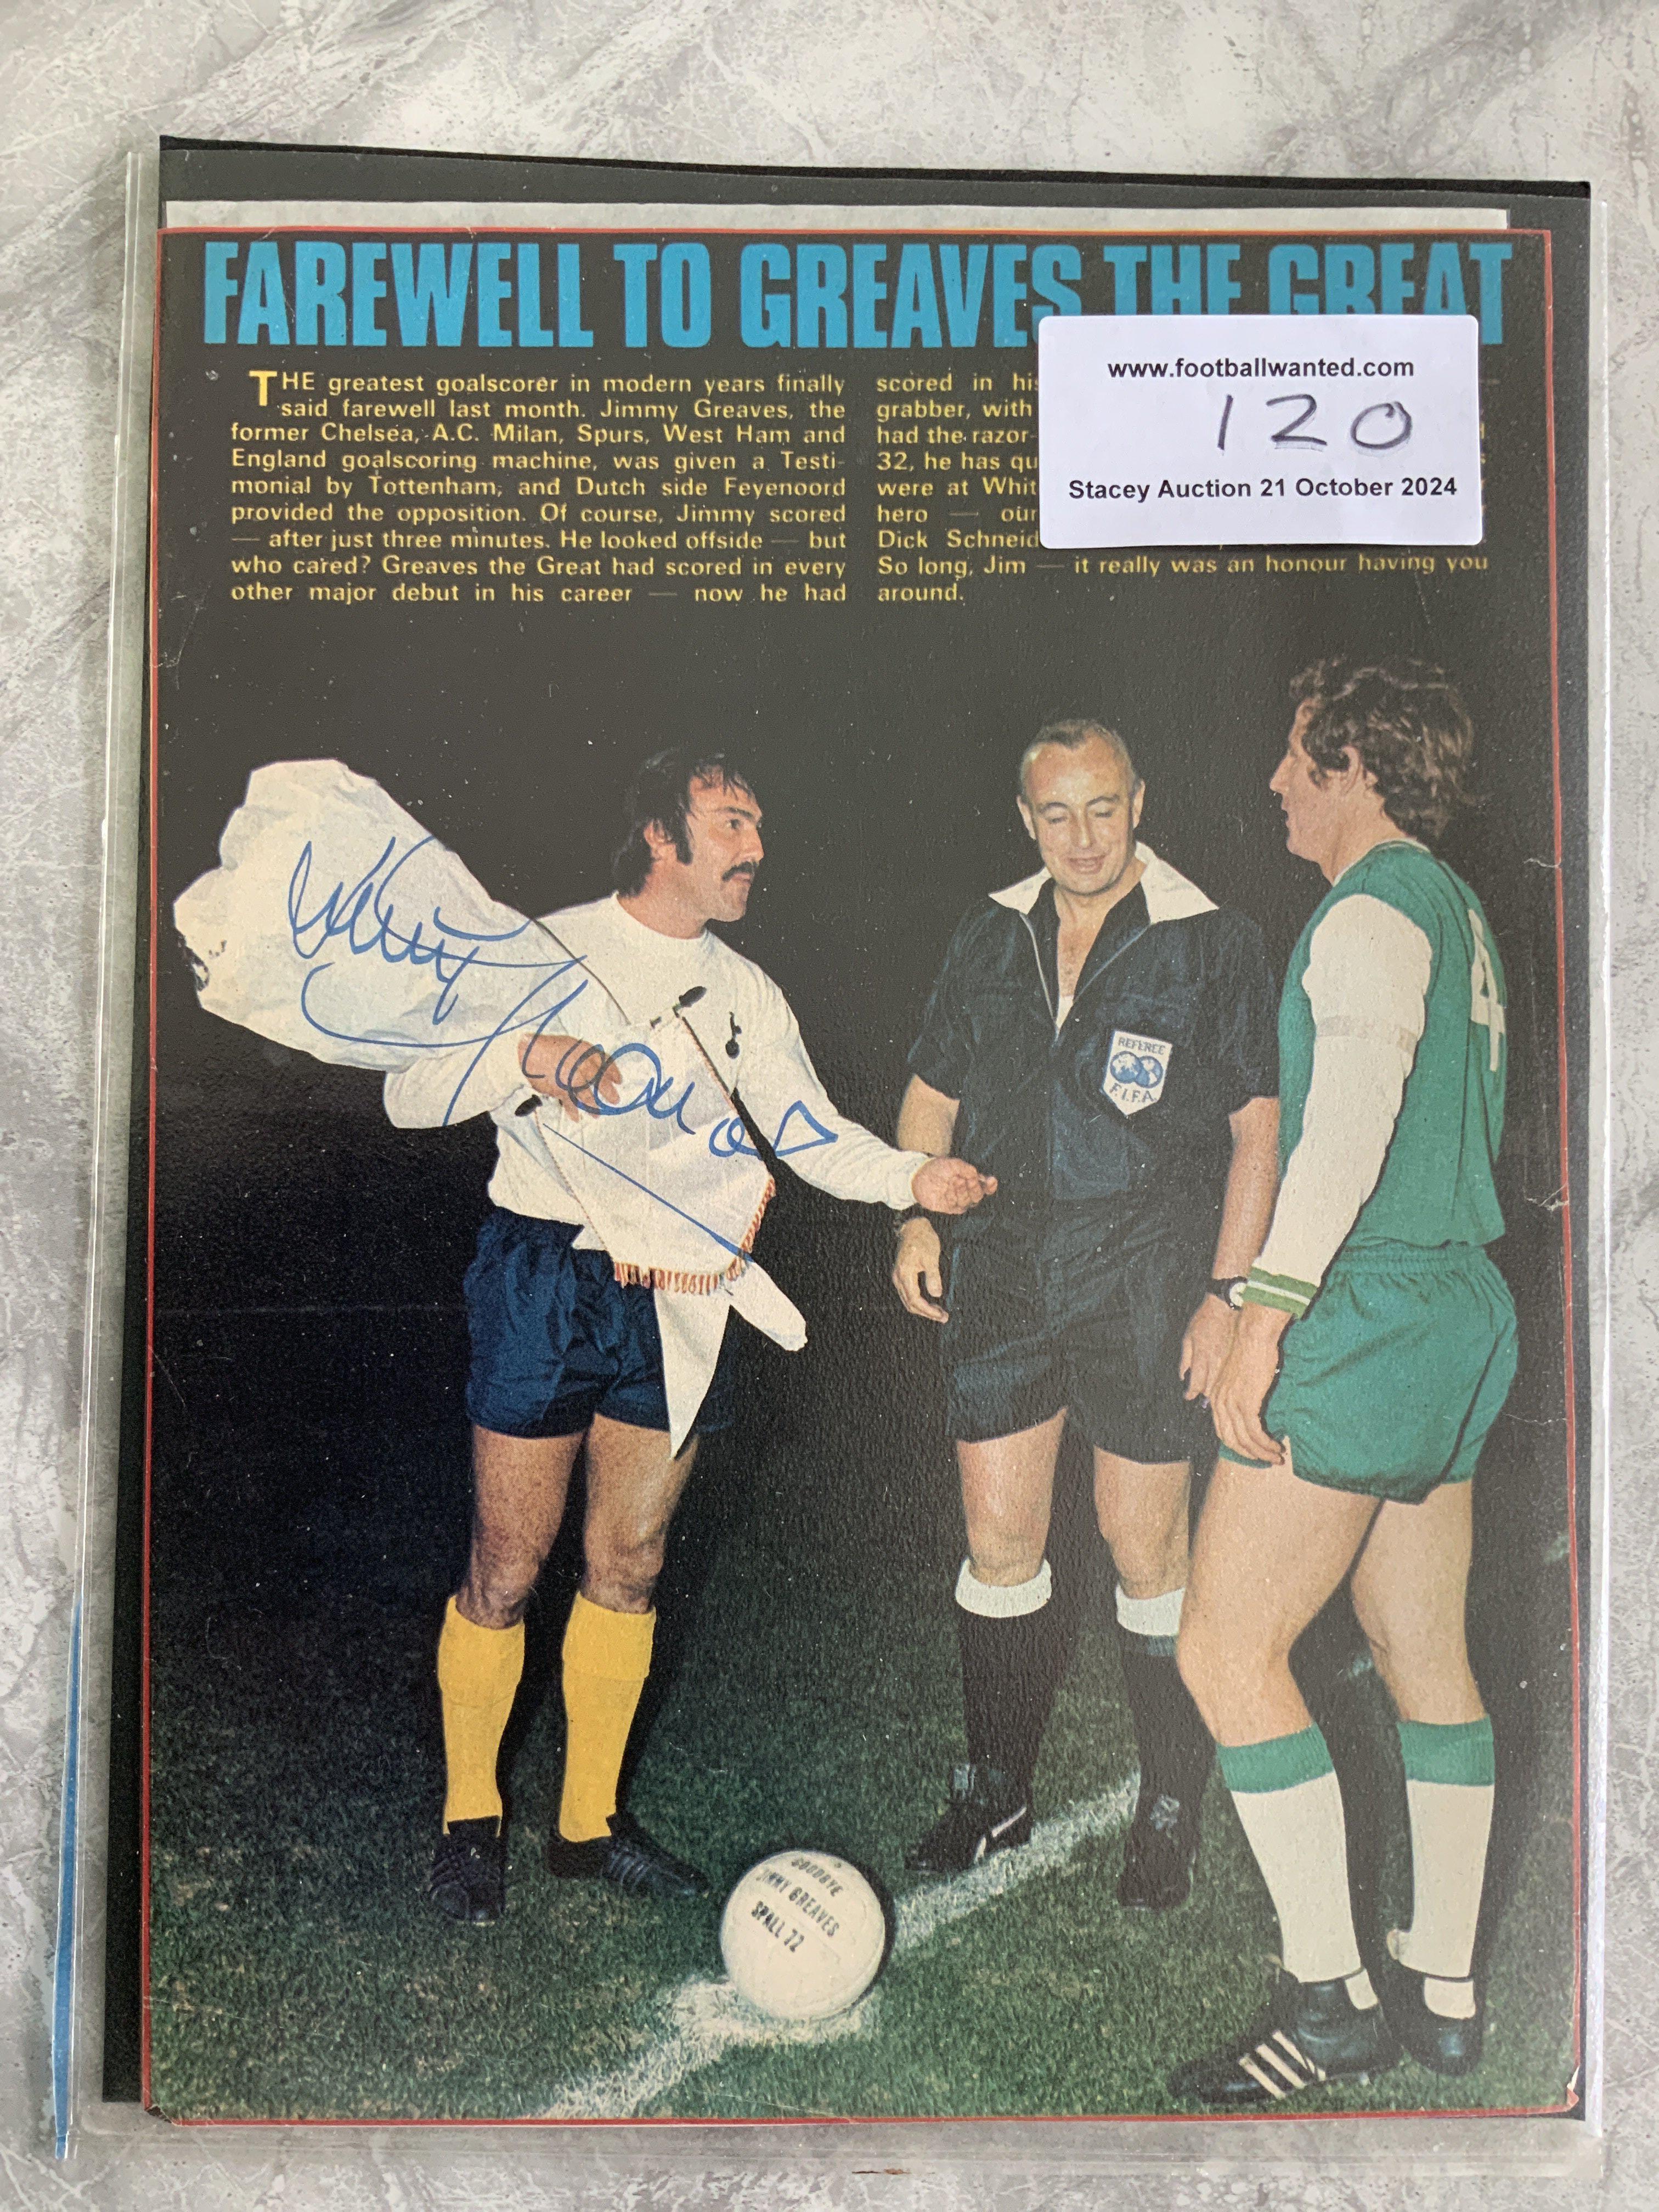 FAREWELL TO GREAVES THE GREAT
THE greatest goalscorer in modern years finally
said farewell last month. Jimmy Greaves, the
former Chelsea, A.C. Milan, Spurs, West Ham and
England goalscoring machine, was given a Testi-
monial by Tottenham, and Dutch side Feyenoord
provided the opposition. Of course, Jimmy scored
— after just three minutes. He looked offside — but
who cared? Greaves the Great had scored in every
other major debut in his career — now he had
scored in his
grabber, with
had the razor-
32, he has
were at
hero — our
Dick
So long, Jim — it really was an honour having you
around.
www.footballwanted.com
120
Stacey Auction 21 October 2024
REFEREE
F.I.F.A.
4
GOODBYE
JIMMY GREAVES
SPALL 72